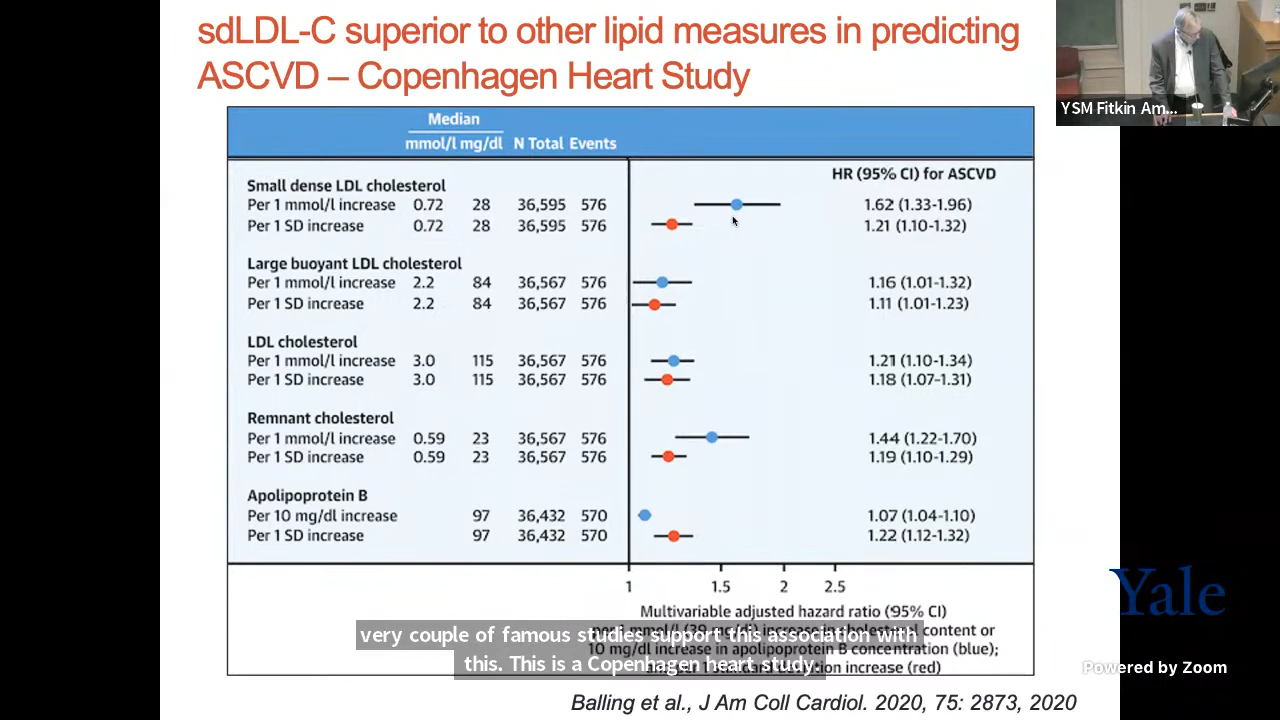 sdLDL-C superior to other lipid measures in predicting
ASCVD – Copenhagen Heart Study
YSM Fitkin Am...
Median
mmol/l mg/dl N Total Events
HR (95% CI) for ASCVD
Small dense LDL cholesterol
Per 1 mmol/l increase 0.72 28 36,595 576 1.62 (1.33-1.96)
Per 1 SD increase 0.72 28 36,595 576 1.21 (1.10-1.32)
Large buoyant LDL cholesterol
Per 1 mmol/l increase 2.2 84 36,567 576 1.16 (1.01-1.32)
Per 1 SD increase 2.2 84 36,567 576 1.11 (1.01-1.23)
LDL cholesterol
Per 1 mmol/l increase 3.0 115 36,567 576 1.21 (1.10-1.34)
Per 1 SD increase 3.0 115 36,567 576 1.18 (1.07-1.31)
Remnant cholesterol
Per 1 mmol/l increase 0.59 23 36,567 576 1.44 (1.22-1.70)
Per 1 SD increase 0.59 23 36,567 576 1.19 (1.10-1.29)
Apolipoprotein B
Per 10 mg/dl increase 97 36,432 570 1.07 (1.04-1.10)
Per 1 SD increase 97 36,432 570 1.22 (1.12-1.32)
1 1.5 2 2.5
Multivariable adjusted hazard ratio (95% CI)
per 1 mmol/l (39 mg/dl) increase in cholesterol content or
10 mg/dl increase in apolipoprotein B concentration (blue);
1 standard deviation increase (red)
very couple of famous studies support this association with
this. This is a Copenhagen heart study.
Yale
Powered by Zoom
Balling et al., J Am Coll Cardiol. 2020, 75: 2873, 2020